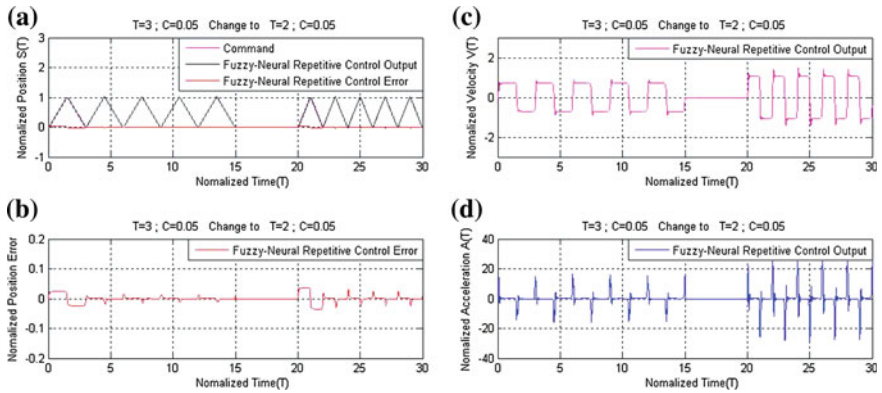 (a)
T=3 ; C=0.05 Change to T=2 ; C=0.05
Normalized Position S(T)
3
2
1
0
-1
Command
Fuzzy-Neural Repetitive Control Output
Fuzzy-Neural Repetitive Control Error
0 5 10 15 20 25 30
Nomalized Time(T)
(b)
T=3 ; C=0.05 Change to T=2 ; C=0.05
Normalized Position Error
0.2
0.1
0
-0.1
-0.2
Fuzzy-Neural Repetitive Control Error
0 5 10 15 20 25 30
Nomalized Time(T)
(c)
T=3 ; C=0.05 Change to T=2 ; C=0.05
Normalized Velocity V(T)
2
0
-2
Fuzzy-Neural Repetitive Control Output
0 5 10 15 20 25 30
Nomalized Time(T)
(d)
T=3 ; C=0.05 Change to T=2 ; C=0.05
Normalized Acceleration A(T)
40
20
0
-20
-40
Fuzzy-Neural Repetitive Control Output
0 5 10 15 20 25 30
Nomalized Time(T)